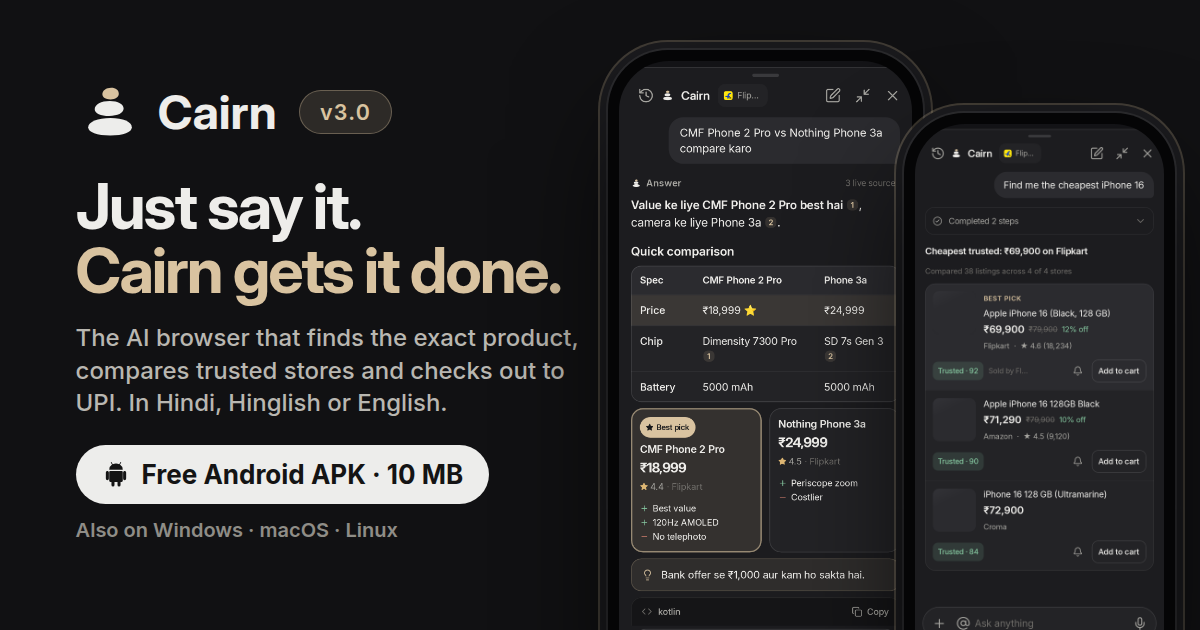 Cairn v3.0
Just say it.
Cairn gets it done.
The AI browser that finds the exact product,
compares trusted stores and checks out to
UPI. In Hindi, Hinglish or English.
Free Android APK · 10 MB
Also on Windows · macOS · Linux
Cairn Flip...
CMF Phone 2 Pro vs Nothing Phone 3a
compare karo
Answer 3 live source
Value ke liye CMF Phone 2 Pro best hai 1,
camera ke liye Phone 3a 2.
Quick comparison
Spec CMF Phone 2 Pro Phone 3a
Price ₹18,999 ⭐ ₹24,999
Chip Dimensity 7300 Pro SD 7s Gen 3
1 2
Battery 5000 mAh 5000 mAh
★ Best pick
CMF Phone 2 Pro
₹18,999
★ 4.4 · Flipkart
+ Best value
+ 120Hz AMOLED
− No telephoto
Nothing Phone 3a
₹24,999
★ 4.5 · Flipkart
+ Periscope zoom
− Costlier
Bank offer se ₹1,000 aur kam ho sakta hai.
<> kotlin Copy
Cairn Flip...
Find me the cheapest iPhone 16
Completed 2 steps
Cheapest trusted: ₹69,900 on Flipkart
Compared 38 listings across 4 of 4 stores
BEST PICK
Apple iPhone 16 (Black, 128 GB)
₹69,900 ₹79,900 12% off
Flipkart · ★ 4.6 (18,234)
Trusted · 92 Sold by Fl... Add to cart
Apple iPhone 16 128GB Black
₹71,290 ₹79,900 10% off
Amazon · ★ 4.5 (9,120)
Trusted · 90 Add to cart
iPhone 16 128 GB (Ultramarine)
₹72,900
Croma
Trusted · 84 Add to cart
+ @ Ask anything